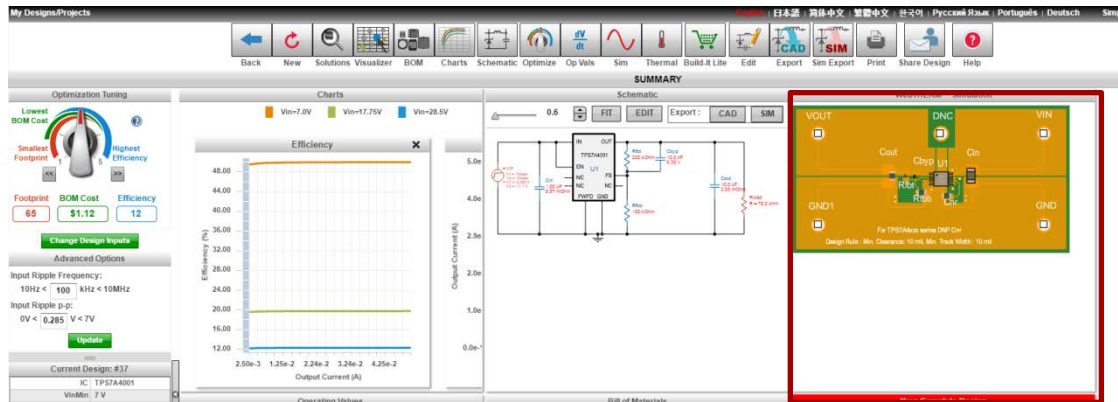 My Designs/Projects
English | 日本語 | 简体中文 | 繁體中文 | 한국어 | Русский Язык | Português | Deutsch
Back New Solutions Visualizer BOM Charts Schematic Optimize Op Vals Sim Thermal Build-It Lite Edit Export Sim Export Print Share Design Help
SUMMARY
Optimization Tuning
Lowest BOM Cost
Smallest Footprint
1 5
Highest Efficiency
<< >>
Footprint BOM Cost Efficiency
65 $1.12 12
Change Design Inputs
Advanced Options
Input Ripple Frequency:
10Hz < 100 kHz < 10MHz
Input Ripple p-p:
0V < 0.285 V < 7V
Update
Current Design: #37
IC TPS7A4001
VinMin 7 V
Charts
Vin=7.0V Vin=17.75V Vin=28.5V
Efficiency
Efficiency (%)
48.00
44.00
40.00
36.00
32.00
28.00
24.00
20.00
16.00
12.00
2.50e-3 1.25e-2 2.24e-2 3.24e-2 4.25e-2
Output Current (A)
Output Current (A)
5.0e
4.0e
2.9e
2.0e
1.0e
0.0e-
Operating Values
Schematic
0.6 FIT EDIT Export : CAD SIM
IN OUT
TPS7A4001
EN U1
NC FB
NC NC
PWPD GND
Bill of Materials
VOUT DNC VIN
Cout Cbyp U1 Cin
Rfbt
Rfbb Cnr
GND1 GND
For TPS7A4xxx series DNP Cnr
Design Rule : Min. Clearance: 10 mil, Min. Track Width : 10 mil